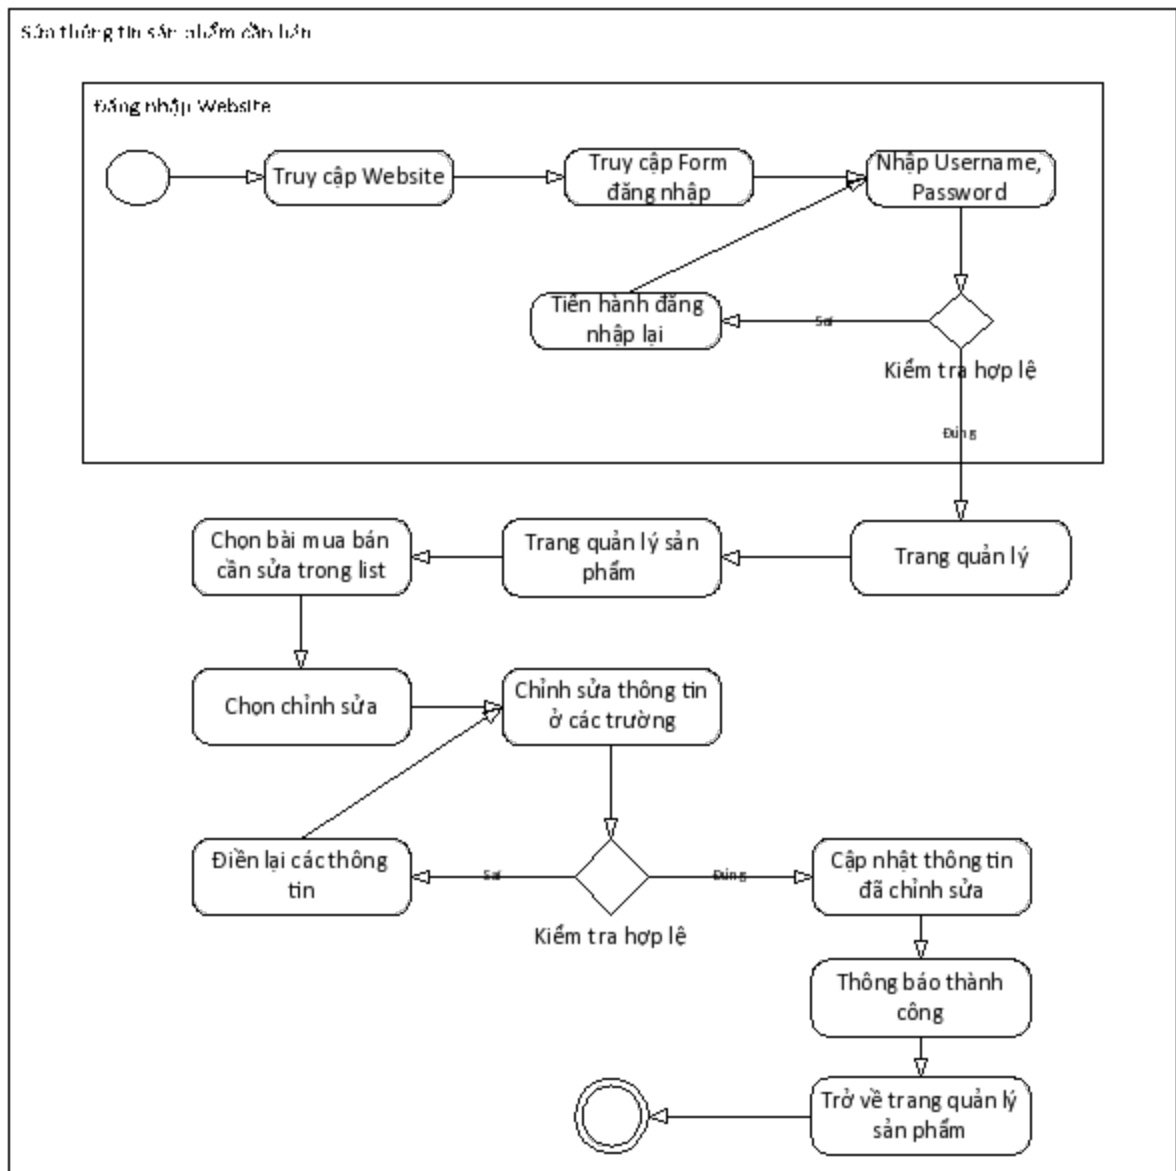 Sửa thông tin sản phẩm cần bán
Đăng nhập Website
Truy cập Website
Truy cập Form
đăng nhập
Nhập Username,
Password
Tiến hành đăng
nhập lại
Sai
Kiểm tra hợp lệ
Đúng
Chọn bài mua bán
cần sửa trong list
Trang quản lý sản
phẩm
Trang quản lý
Chọn chỉnh sửa
Chỉnh sửa thông tin
ở các trường
Điền lại các thông
tin
Sai
Đúng
Cập nhật thông tin
đã chỉnh sửa
Kiểm tra hợp lệ
Thông báo thành
công
Trở về trang quản lý
sản phẩm